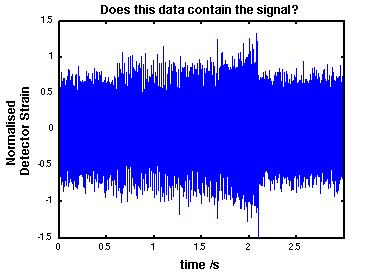 Does this data contain the signal?
1.5
1
0.5
0
-0.5
-1
-1.5
Normalised
Detector Strain
0 0.5 1 1.5 2 2.5
time /s